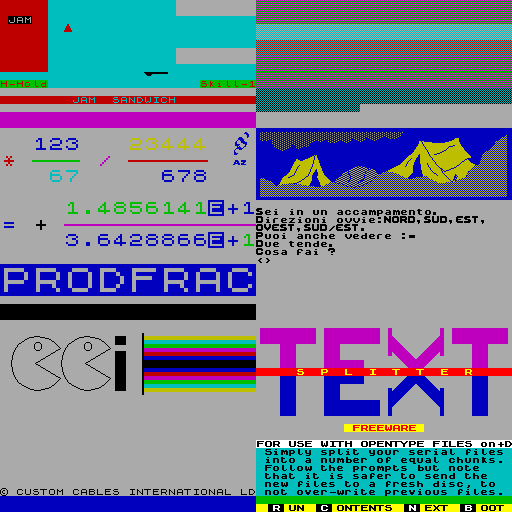 JAM
H-Hold
Skill-1
JAM SANDWICH
123
23444
* / AZ
67
678
1.4856141E+1
= +
3.6428866E+1
PRODFRAC
Sei in un accampamento.
Direzioni ovvie:NORD,SUD,EST,
OVEST,SUD/EST.
Puoi anche vedere :=
Due tende.
Cosa fai ?
<>
CCi
© CUSTOM CABLES INTERNATIONAL LD
TEXT
SPLITTER
FREEWARE
FOR USE WITH OPENTYPE FILES on+D
Simply split your serial files
into a number of equal chunks.
Follow the prompts but note
that it is safer to send the
new files to a fresh disc, to
not over-write previous files.
RUN CONTENTS NEXT BOOT